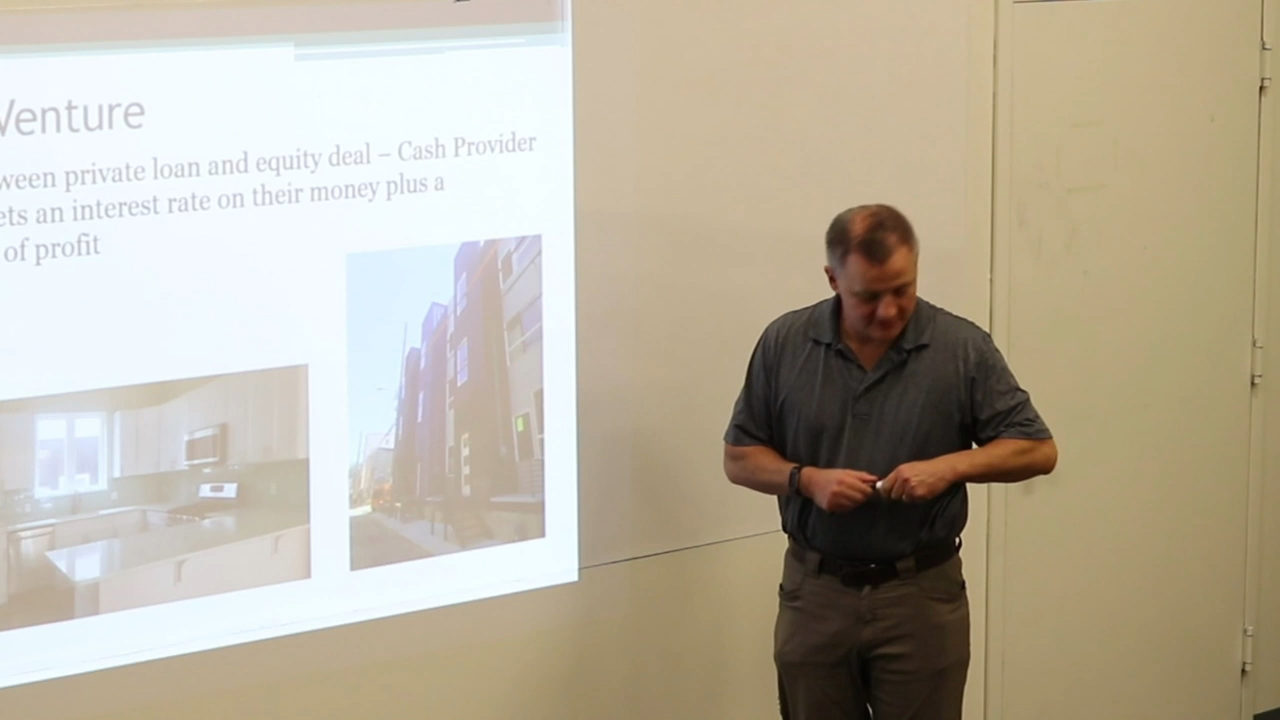 Venture
ween private loan and equity deal – Cash Provider
ets an interest rate on their money plus a
of profit